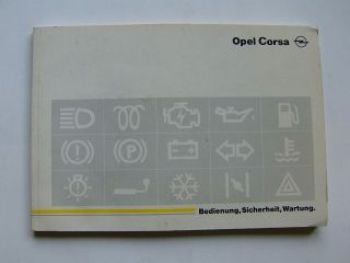 Opel Corsa
P
Bedienung, Sicherheit, Wartung.